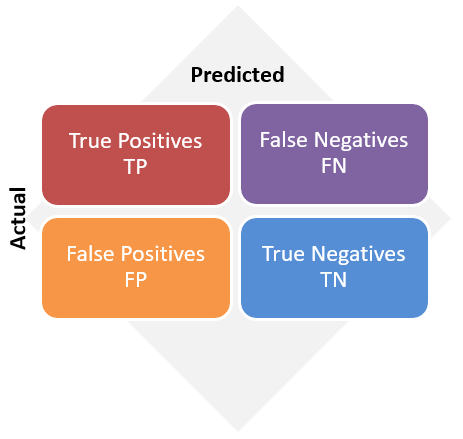 Predicted
True Positives
TP
False Negatives
FN
Actual
False Positives
FP
True Negatives
TN